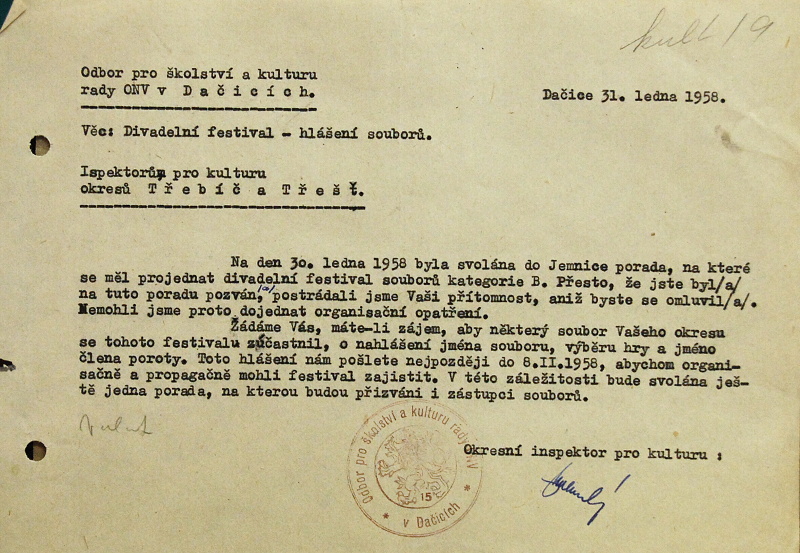 kult 19
Odbor pro školství a kulturu
rady ONV v D a č i c í c h.
Dačice 31. ledna 1958.
Věc: Divadelní festival - hlášení souborů.
Ispektorům pro kulturu
okresů T ř e b í č a T ř e š ť.
Na den 30. ledna 1958 byla svolána do Jemnice porada, na které
se měl projednat divadelní festival souborů kategorie B. Přesto, že jste byl/a/
na tuto poradu pozván,/a/ postrádali jsme Vaši přítomnost, aniž byste se omluvil/a/.
Nemohli jsme proto dojednat organisační opatření.
Žádáme Vás, máte-li zájem, aby některý soubor Vašeho okresu
se tohoto festivalu zúčastnil, o nahlášení jména souboru, výběru hry a jméno
člena poroty. Toto hlášení nám pošlete nejpozději do 8.II.1958, abychom organi-
sačně a propagačně mohli festival zajistit. V této záležitosti bude svolána ješ-
tě jedna porada, na kterou budou přizváni i zástupci souborů.
Okresní inspektor pro kulturu :
Odbor pro školství a kulturu rady ONV
15
* v Dačicích *